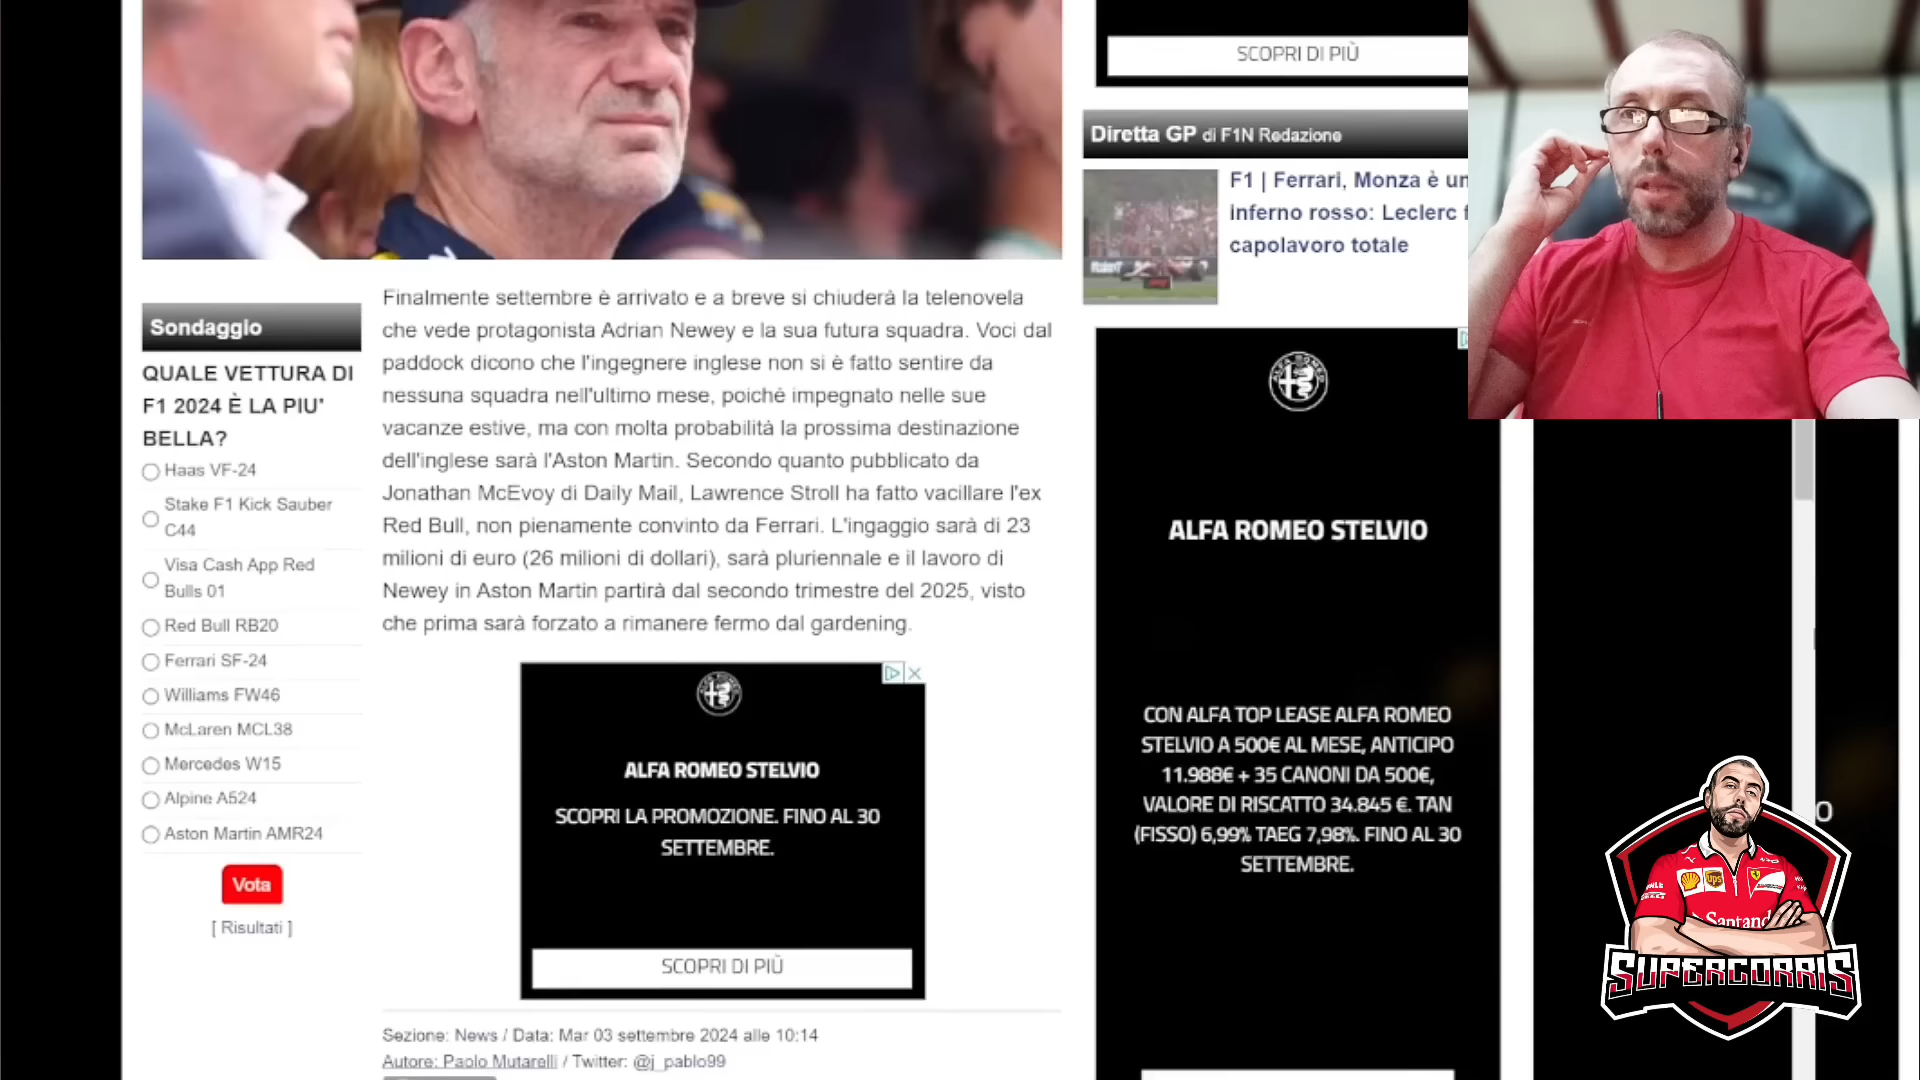 SCOPRI DI PIÙ
Diretta GP di F1N Redazione
F1 | Ferrari, Monza è un
inferno rosso: Leclerc f
capolavoro totale
Sondaggio
QUALE VETTURA DI
F1 2024 È LA PIU'
BELLA?
Haas VF-24
Stake F1 Kick Sauber
C44
Visa Cash App Red
Bulls 01
Red Bull RB20
Ferrari SF-24
Williams FW46
McLaren MCL38
Mercedes W15
Alpine A524
Aston Martin AMR24
Vota
[ Risultati ]
Finalmente settembre è arrivato e a breve si chiuderà la telenovela
che vede protagonista Adrian Newey e la sua futura squadra. Voci dal
paddock dicono che l'ingegnere inglese non si è fatto sentire da
nessuna squadra nell'ultimo mese, poiché impegnato nelle sue
vacanze estive, ma con molta probabilità la prossima destinazione
dell'inglese sarà l'Aston Martin. Secondo quanto pubblicato da
Jonathan McEvoy di Daily Mail, Lawrence Stroll ha fatto vacillare l'ex
Red Bull, non pienamente convinto da Ferrari. L'ingaggio sarà di 23
milioni di euro (26 milioni di dollari), sarà pluriennale e il lavoro di
Newey in Aston Martin partirà dal secondo trimestre del 2025, visto
che prima sarà forzato a rimanere fermo dal gardening.
ALFA ROMEO STELVIO
SCOPRI LA PROMOZIONE. FINO AL 30
SETTEMBRE.
SCOPRI DI PIÙ
Sezione: News / Data: Mar 03 settembre 2024 alle 10:14
Autore: Paolo Mutarelli / Twitter: @j_pablo99
ALFA ROMEO STELVIO
CON ALFA TOP LEASE ALFA ROMEO
STELVIO A 500€ AL MESE, ANTICIPO
11.988€ + 35 CANONI DA 500€,
VALORE DI RISCATTO 34.845 €. TAN
(FISSO) 6,99% TAEG 7,98%. FINO AL 30
SETTEMBRE.
O
ups
Santand
SUPERCORRIS